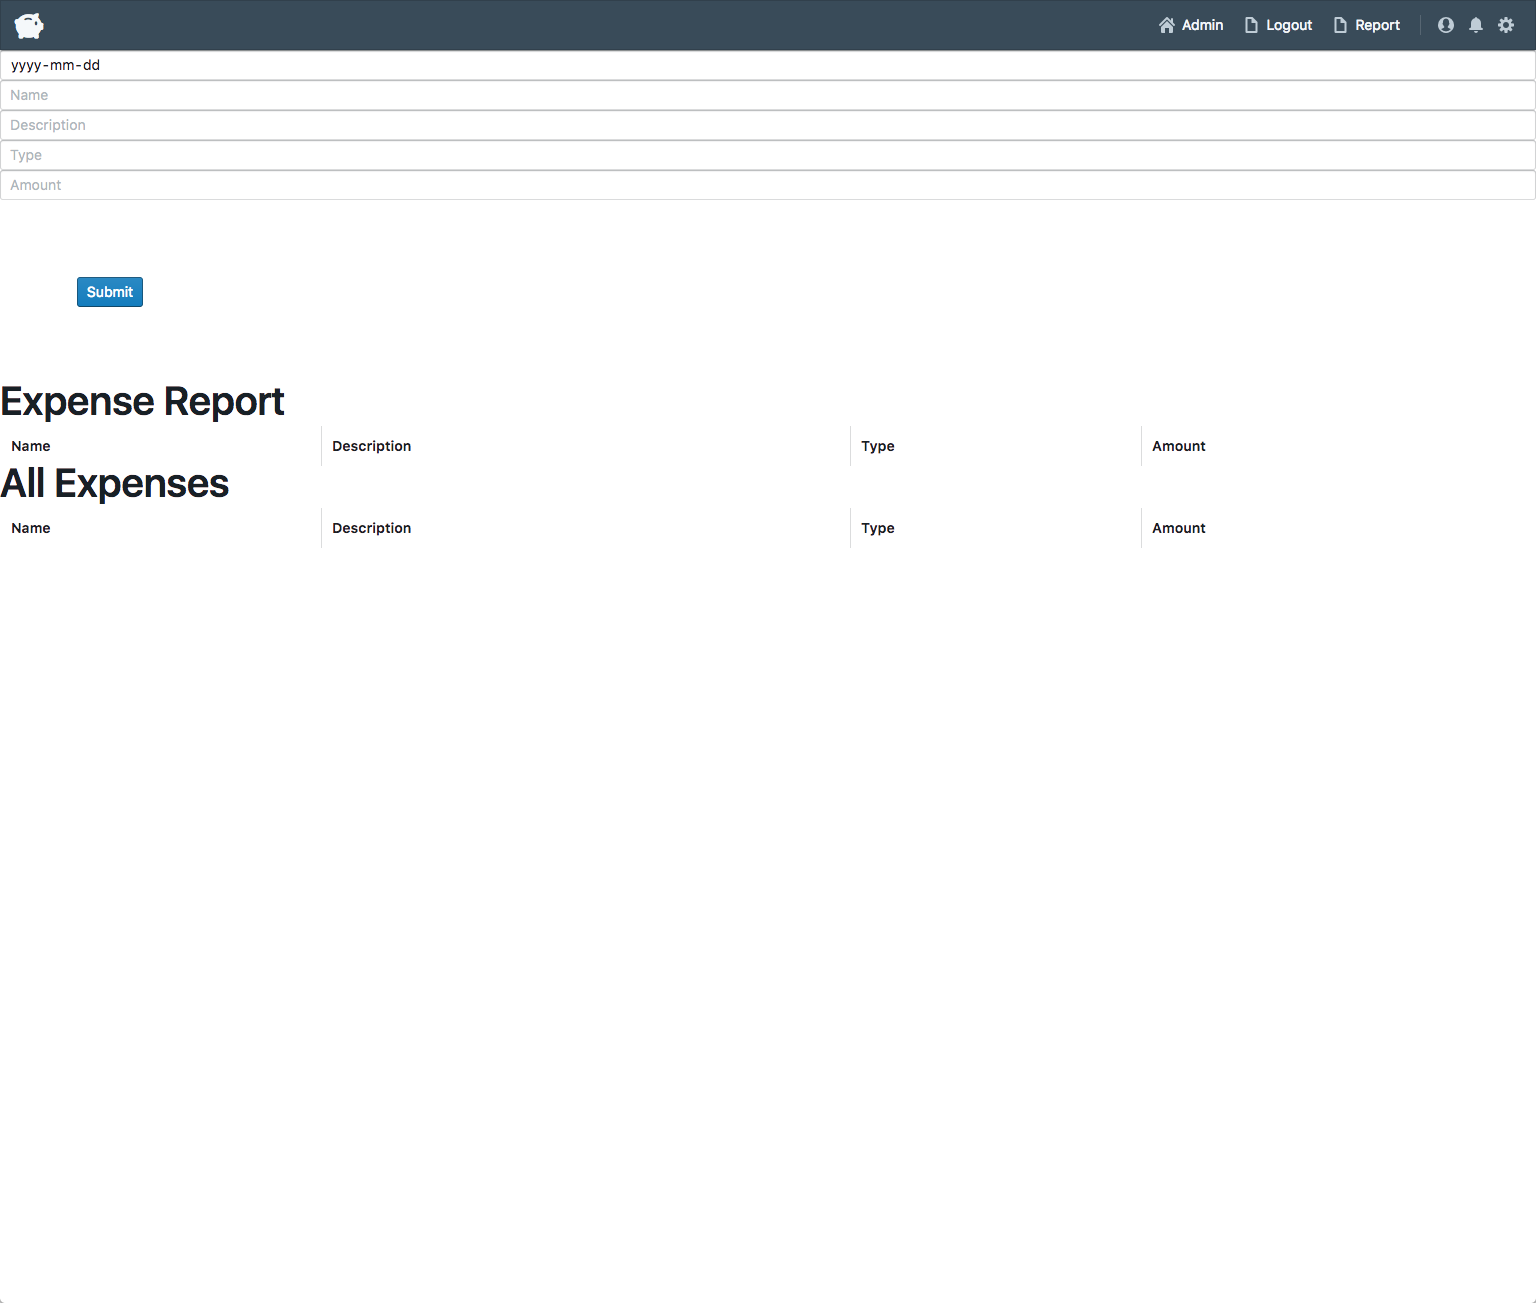 Admin Logout Report
yyyy-mm-dd
Name
Description
Type
Amount
Submit
Expense Report
Name Description Type Amount
All Expenses
Name Description Type Amount